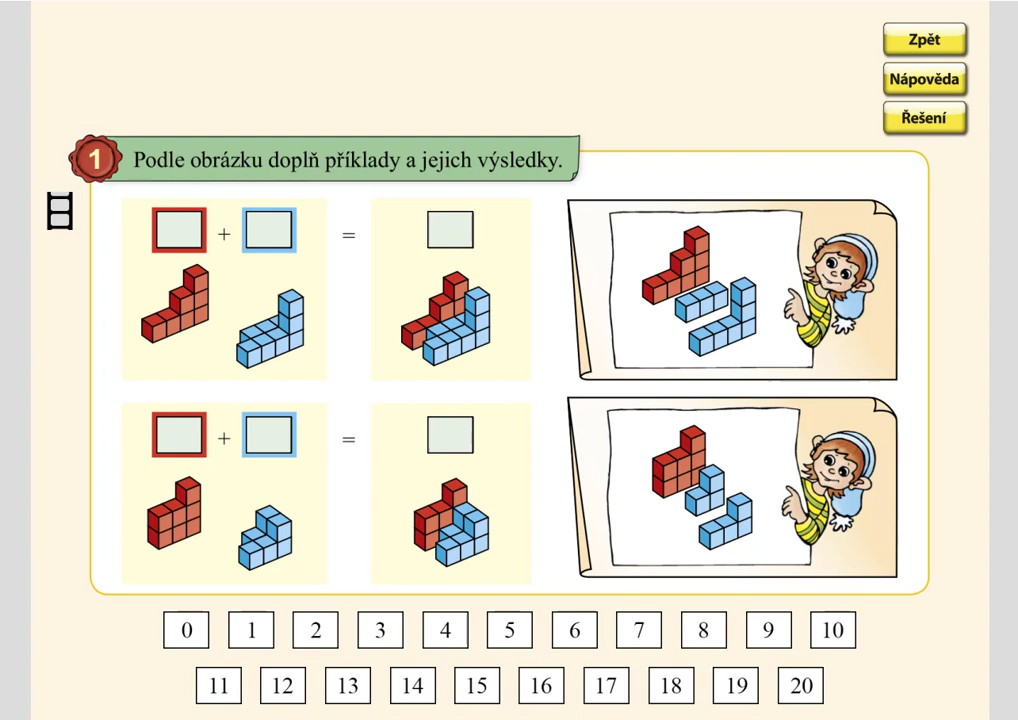 Zpět
Nápověda
Řešení
1 Podle obrázku doplň příklady a jejich výsledky.
+ =
+ =
0 1 2 3 4 5 6 7 8 9 10
11 12 13 14 15 16 17 18 19 20